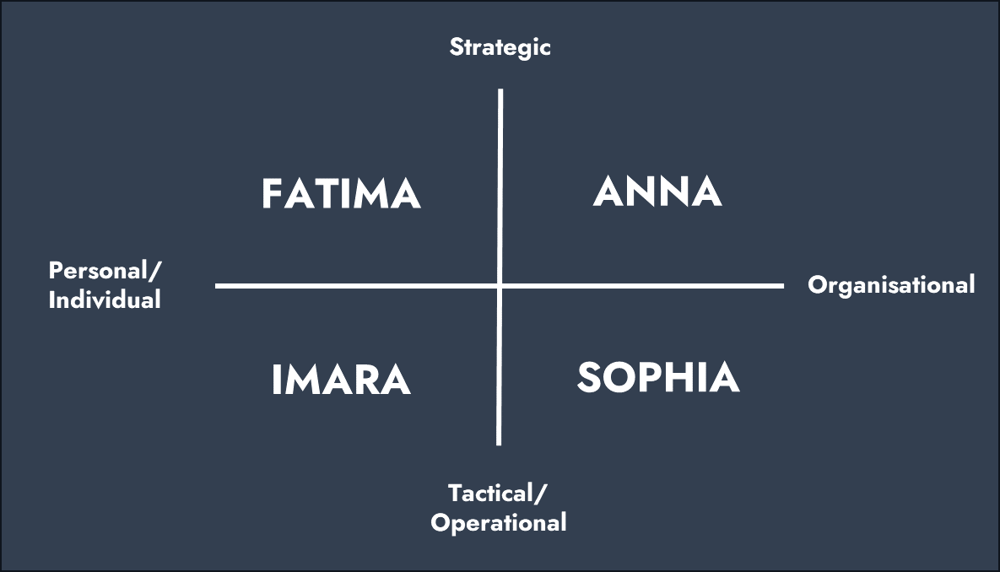 Strategic
FATIMA
ANNA
Personal/
Individual
Organisational
IMARA
SOPHIA
Tactical/
Operational